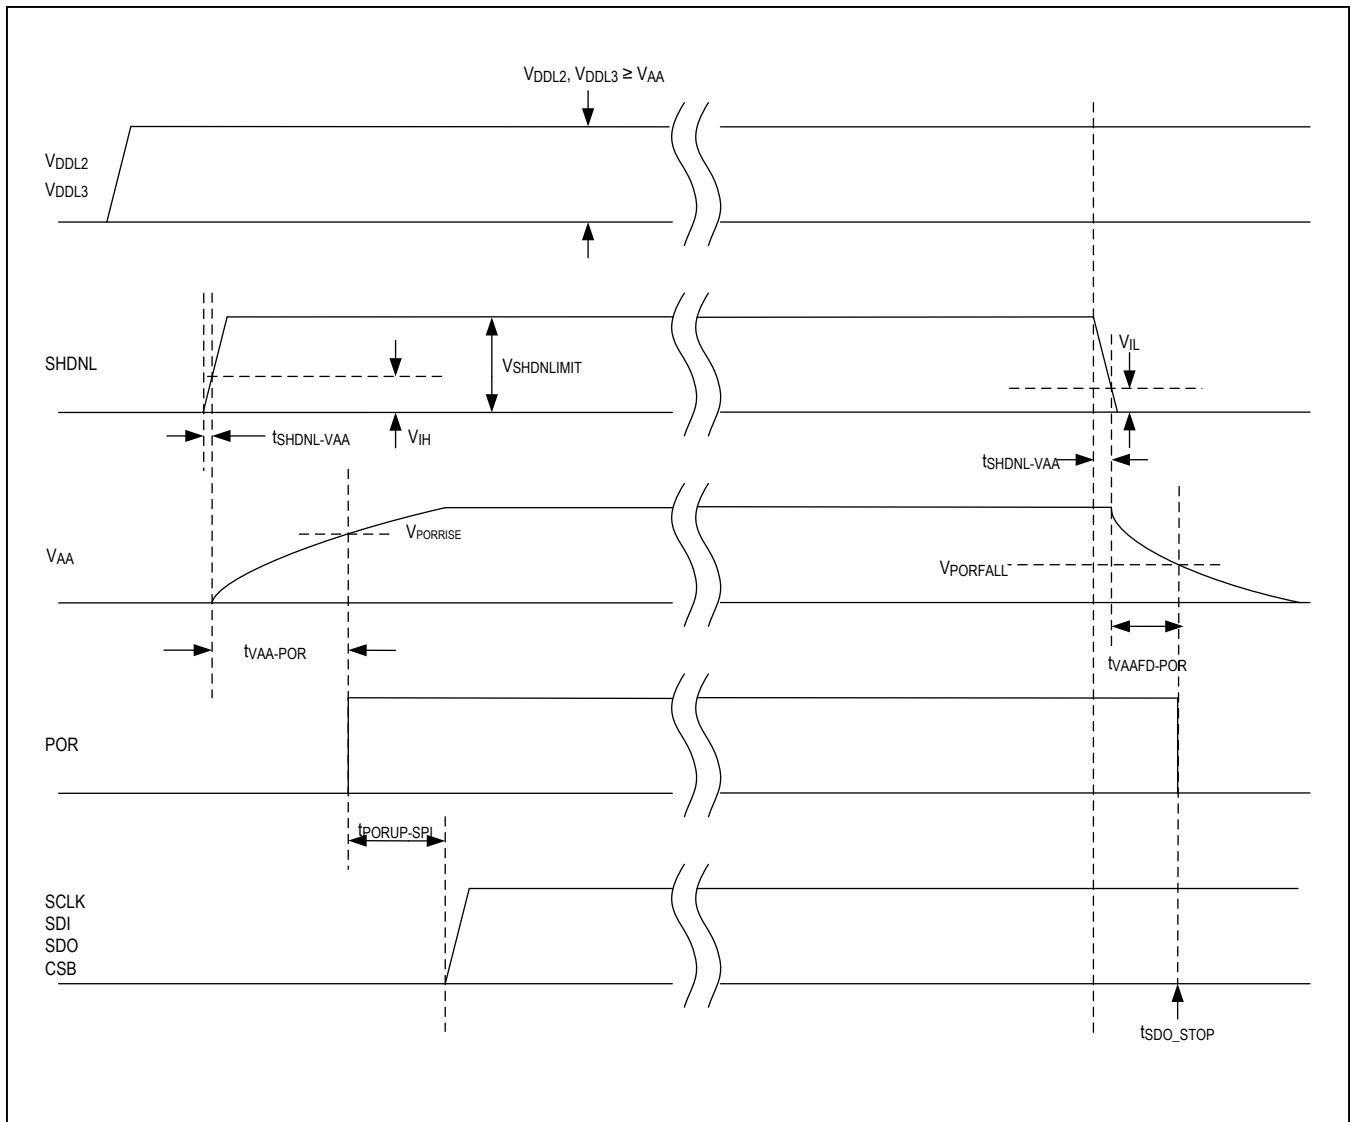 VDDL2, VDDL3 ≥ VAA
VDDL2
VDDL3
SHDNL
VSHDNLIMIT
VIL
tSHDNL-VAA
VIH
tSHDNL-VAA
VAA
VPORRISE
VPORFALL
tVAA-POR
tVAAFD-POR
POR
tPORUP-SPI
SCLK
SDI
SDO
CSB
tSDO_STOP